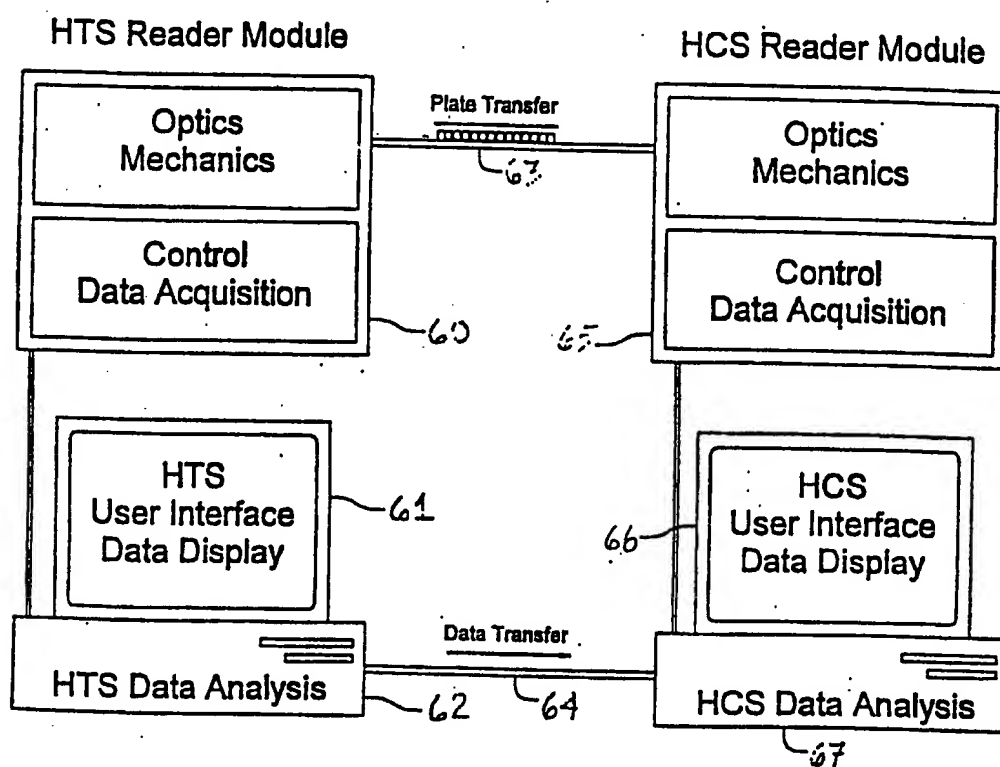 HTS Reader Module
Optics
Mechanics
Control
Data Acquisition
60
HTS
User Interface
Data Display
61
HTS Data Analysis
62
Plate Transfer
63
Data Transfer
64
HCS Reader Module
Optics
Mechanics
Control
Data Acquisition
65
HCS
User Interface
Data Display
66
HCS Data Analysis
67